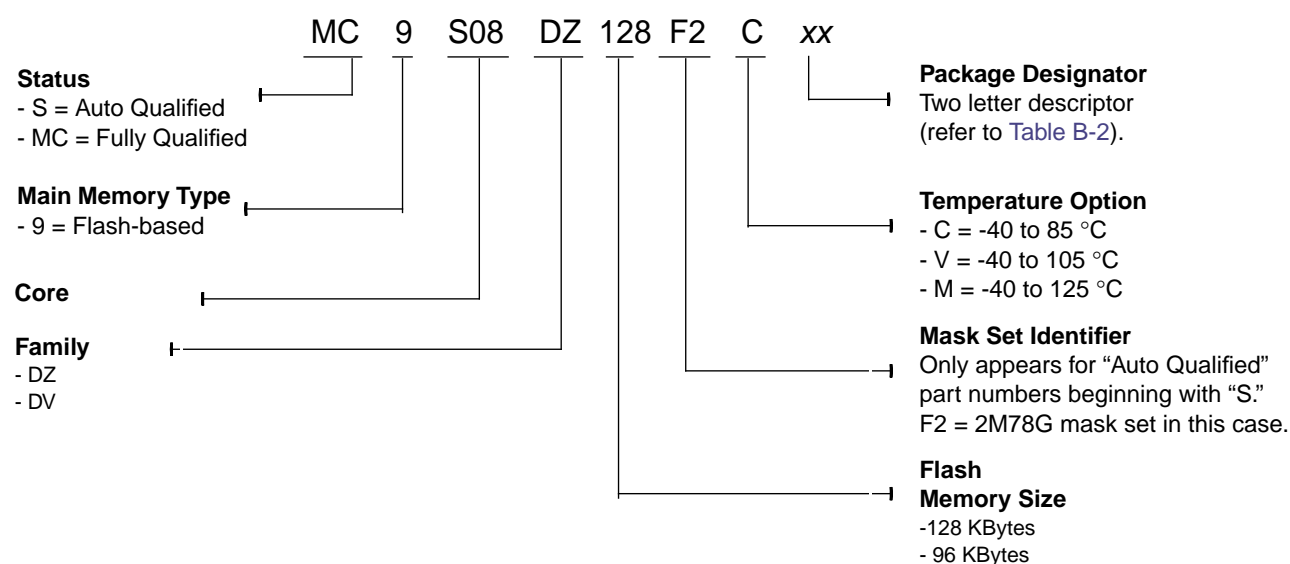 MC 9 S08 DZ 128 F2 C xx
Status
- S = Auto Qualified
- MC = Fully Qualified
Main Memory Type
- 9 = Flash-based
Core
Family
- DZ
- DV
Package Designator
Two letter descriptor
(refer to Table B-2).
Temperature Option
- C = -40 to 85 °C
- V = -40 to 105 °C
- M = -40 to 125 °C
Mask Set Identifier
Only appears for “Auto Qualified”
part numbers beginning with “S.”
F2 = 2M78G mask set in this case.
Flash
Memory Size
-128 KBytes
- 96 KBytes